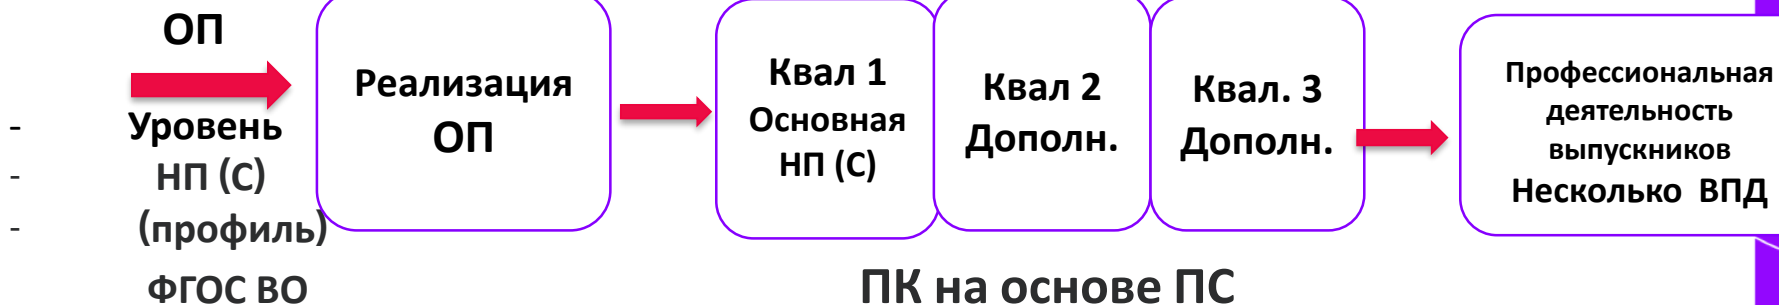 ОП
- Уровень
- НП (С)
- (профиль)
ФГОС ВО
Реализация
ОП
Квал 1
Основная
НП (С)
Квал 2
Дополн.
Квал. 3
Дополн.
Профессиональная
деятельность
выпускников
Несколько ВПД
ПК на основе ПС